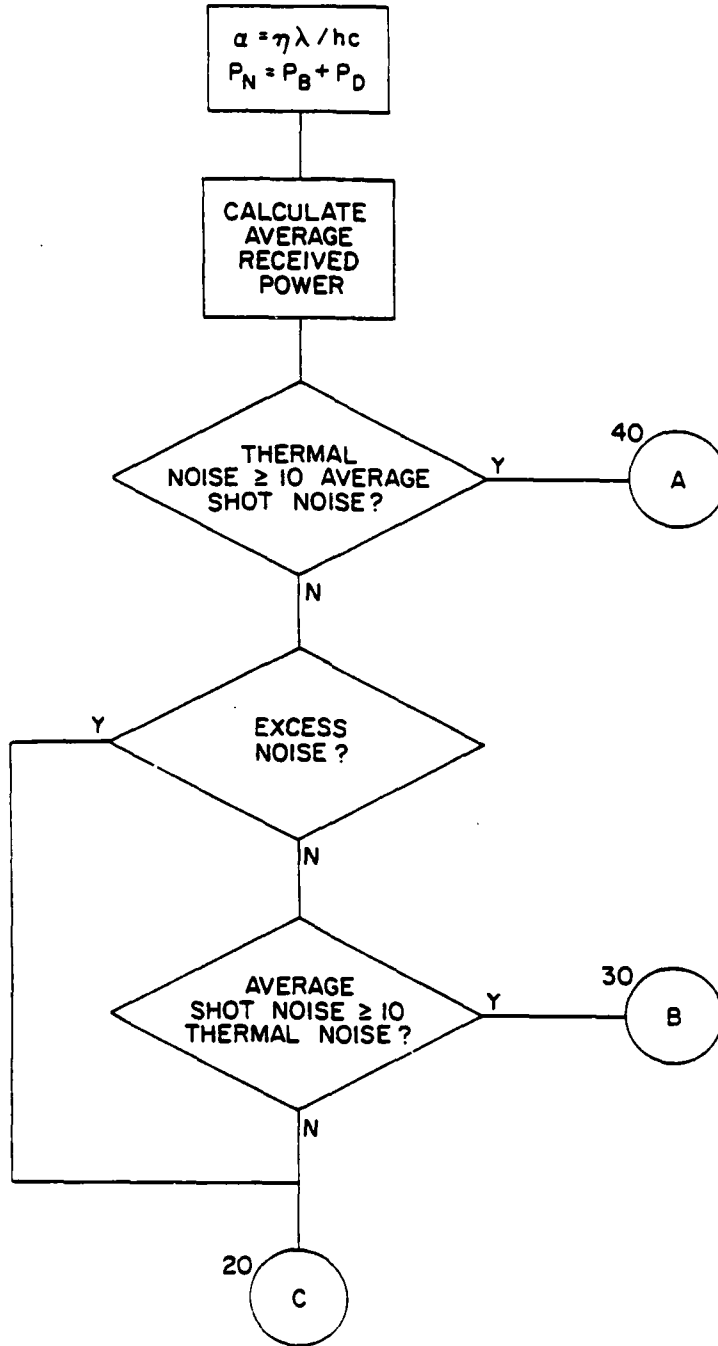 α = ηλ/hc
P_N = P_B + P_D
CALCULATE
AVERAGE
RECEIVED
POWER
THERMAL
NOISE ≥ 10 AVERAGE
SHOT NOISE?
Y
40
A
N
EXCESS
NOISE?
Y
N
AVERAGE
SHOT NOISE ≥ 10
THERMAL NOISE?
Y
30
B
N
20
C